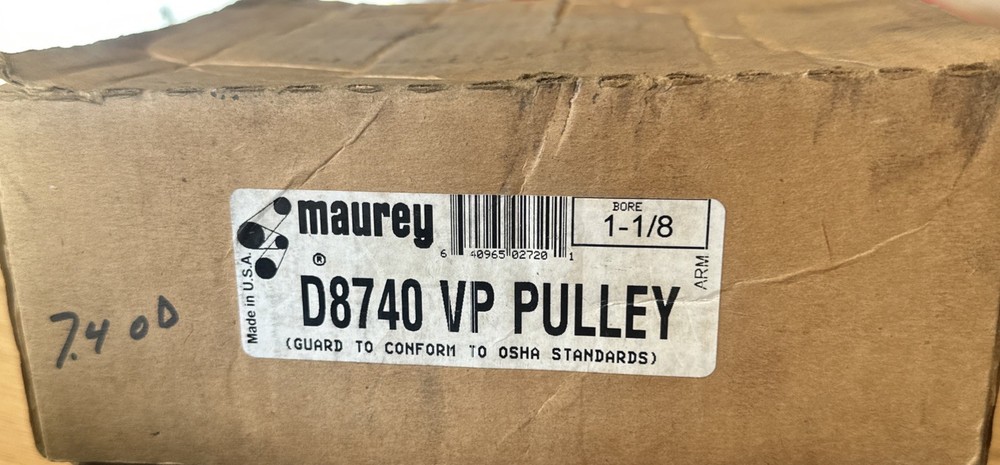 maurey
®
6 40965 02720 1
BORE
1-1/8
ARM
Made in U.S.A.
D8740 VP PULLEY
(GUARD TO CONFORM TO OSHA STANDARDS)
7.4 OD